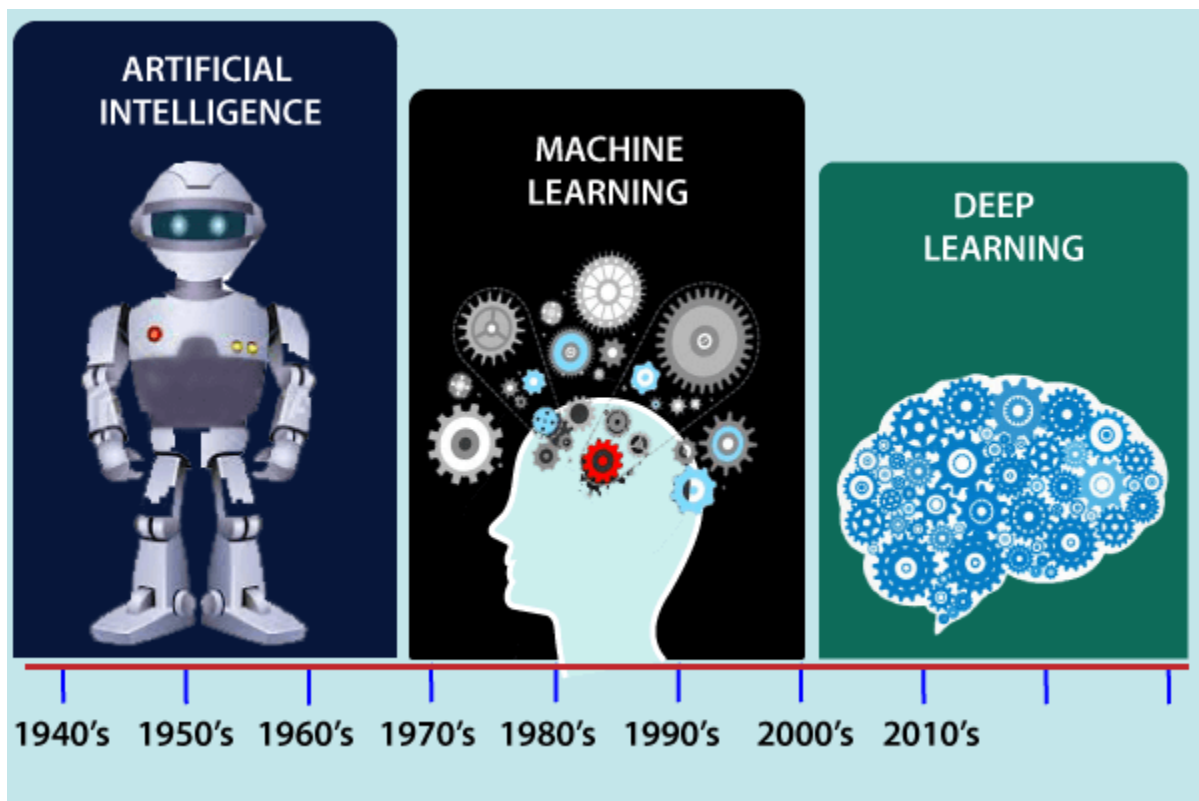 ARTIFICIAL
INTELLIGENCE
MACHINE
LEARNING
DEEP
LEARNING
1940’s 1950’s 1960’s 1970’s 1980’s 1990’s 2000’s 2010’s